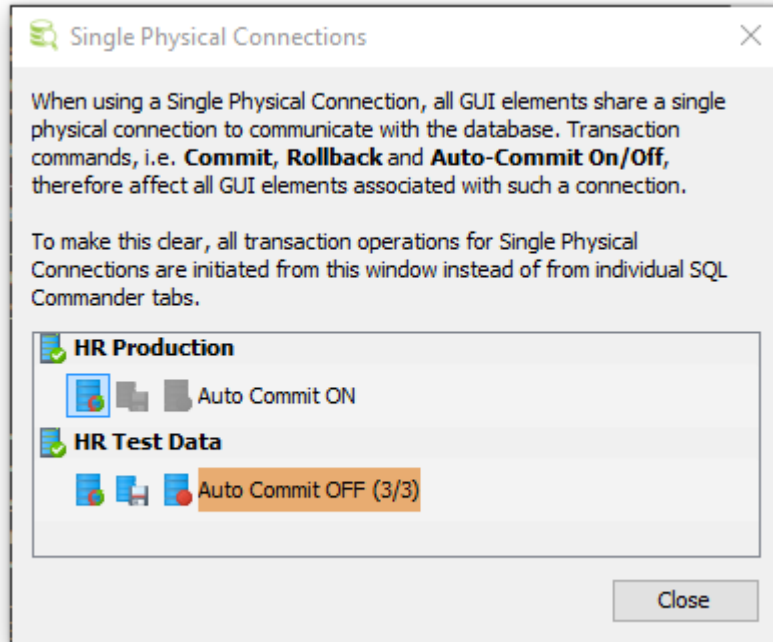 Single Physical Connections
When using a Single Physical Connection, all GUI elements share a single
physical connection to communicate with the database. Transaction
commands, i.e. Commit, Rollback and Auto-Commit On/Off,
therefore affect all GUI elements associated with such a connection.
To make this clear, all transaction operations for Single Physical
Connections are initiated from this window instead of from individual SQL
Commander tabs.
HR Production
Auto Commit ON
HR Test Data
Auto Commit OFF (3/3)
Close